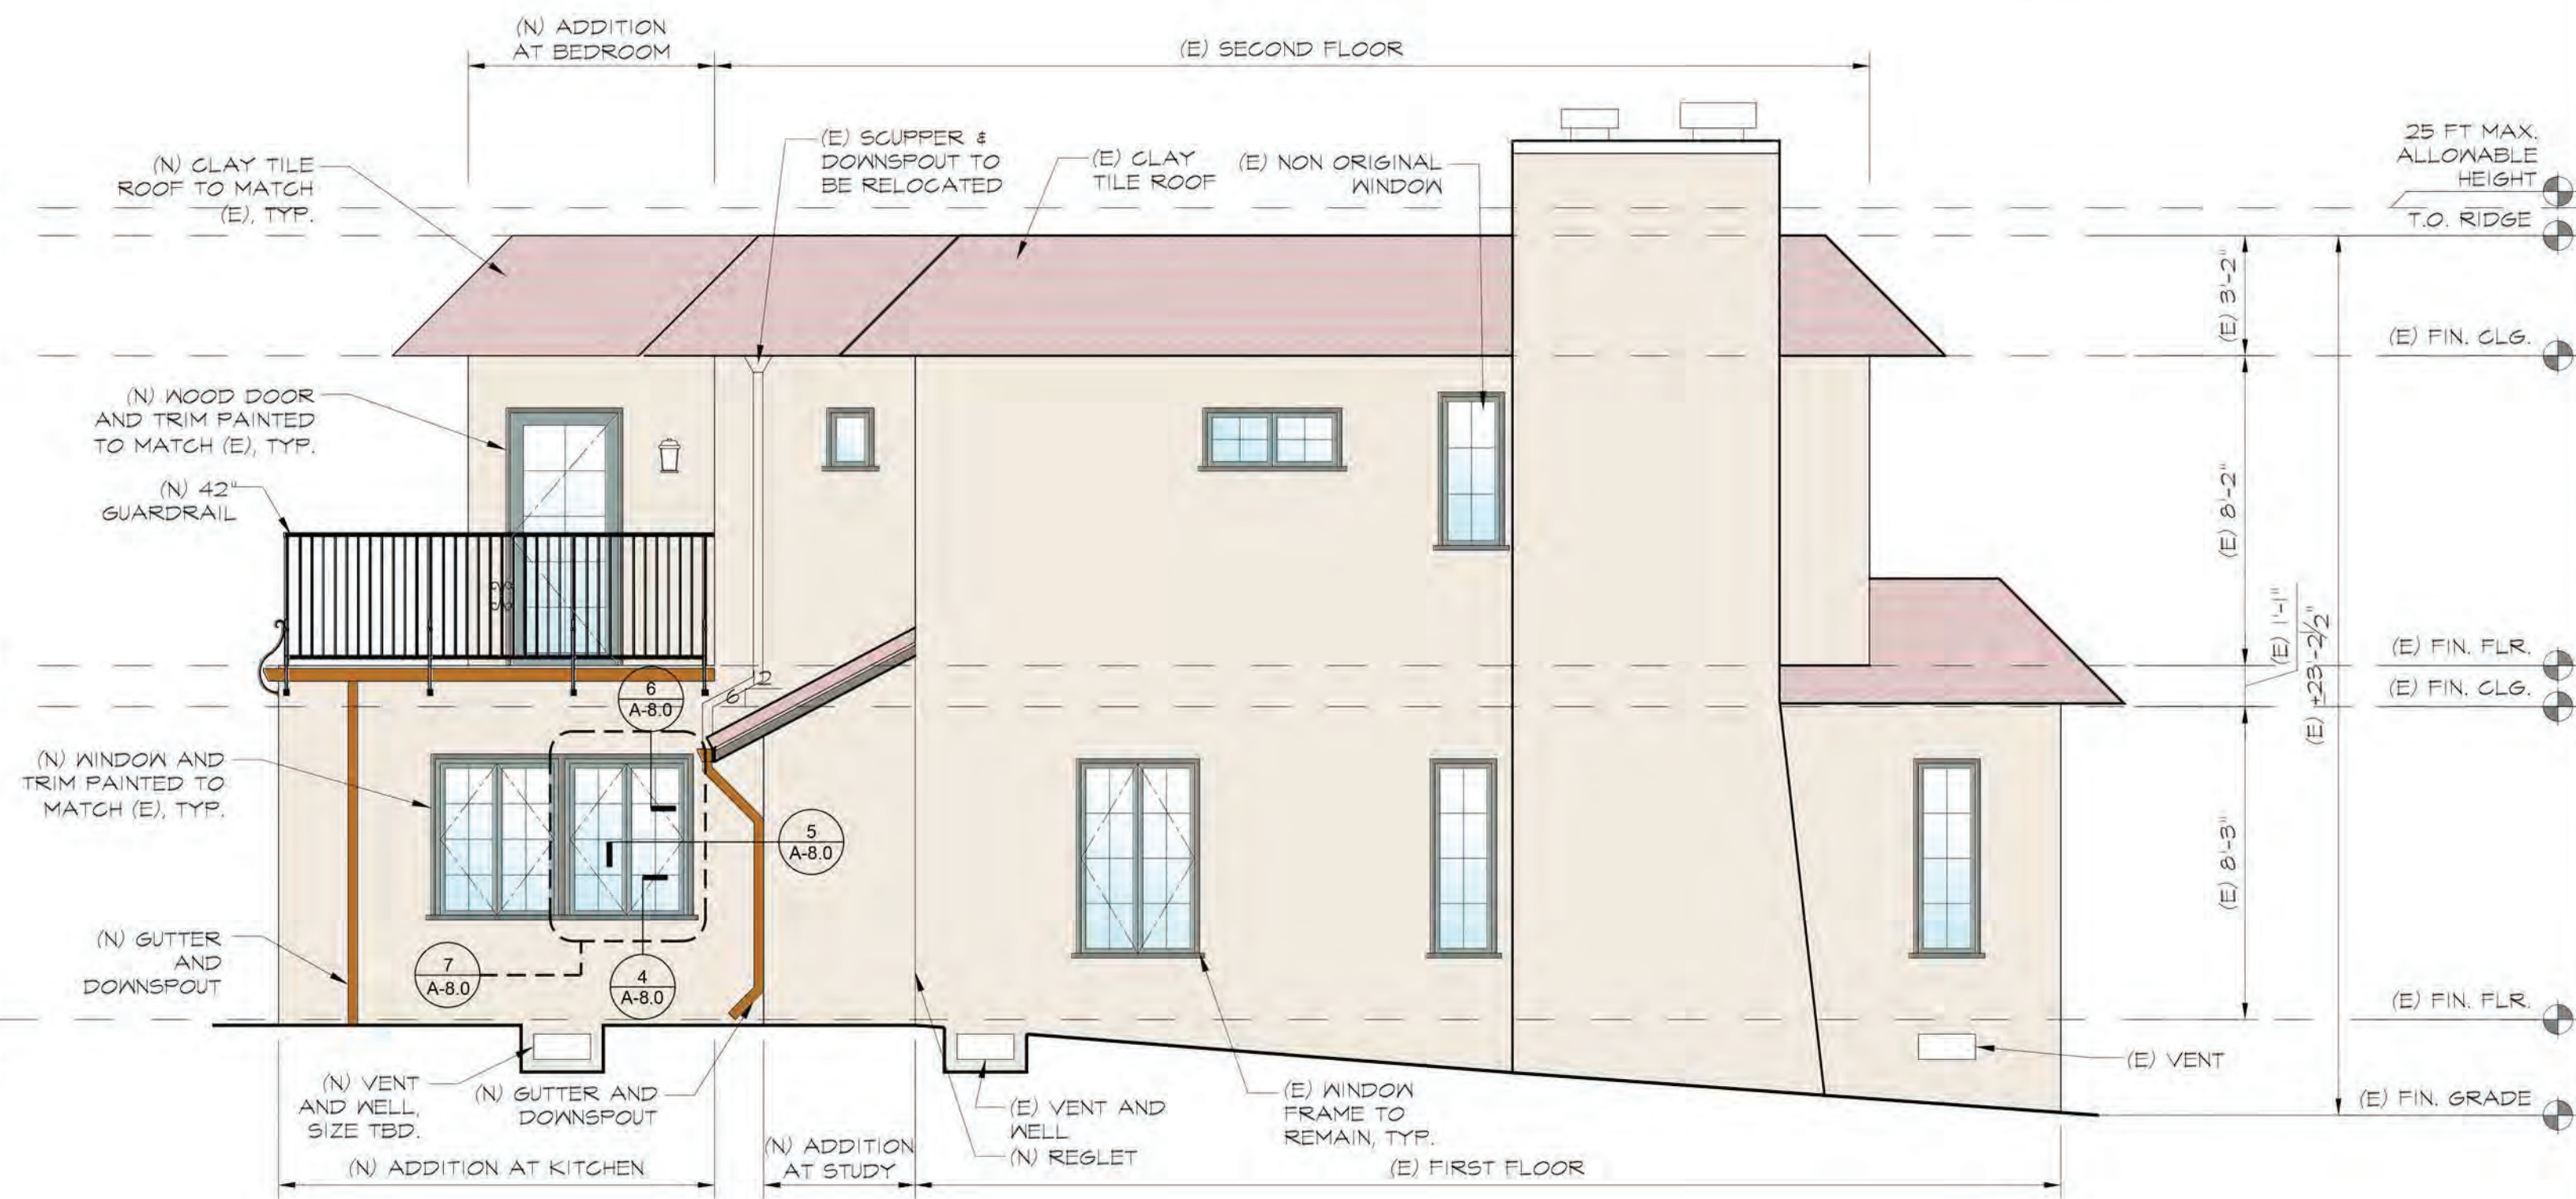 (N) ADDITION
AT BEDROOM
(E) SECOND FLOOR
(N) CLAY TILE
ROOF TO MATCH
(E), TYP.
(E) SCUPPER &
DOWNSPOUT TO
BE RELOCATED
(E) CLAY
TILE ROOF
(E) NON ORIGINAL
WINDOW
25 FT MAX.
ALLOWABLE
HEIGHT
T.O. RIDGE
(E) 3'-2"
(E) FIN. CLG.
(N) WOOD DOOR
AND TRIM PAINTED
TO MATCH (E), TYP.
(N) 42"
GUARDRAIL
(E) 8'-2"
(E) 1'-1"
(E) ±23'-2½"
(E) FIN. FLR.
(E) FIN. CLG.
12
6
6
A-8.0
(N) WINDOW AND
TRIM PAINTED TO
MATCH (E), TYP.
5
A-8.0
(E) 8'-3"
(N) GUTTER
AND
DOWNSPOUT
7
A-8.0
4
A-8.0
(E) FIN. FLR.
(E) VENT
(E) FIN. GRADE
(N) VENT
AND WELL,
SIZE TBD.
(N) GUTTER AND
DOWNSPOUT
(E) VENT AND
WELL
(N) REGLET
(E) WINDOW
FRAME TO
REMAIN, TYP.
(N) ADDITION AT KITCHEN
(N) ADDITION
AT STUDY
(E) FIRST FLOOR